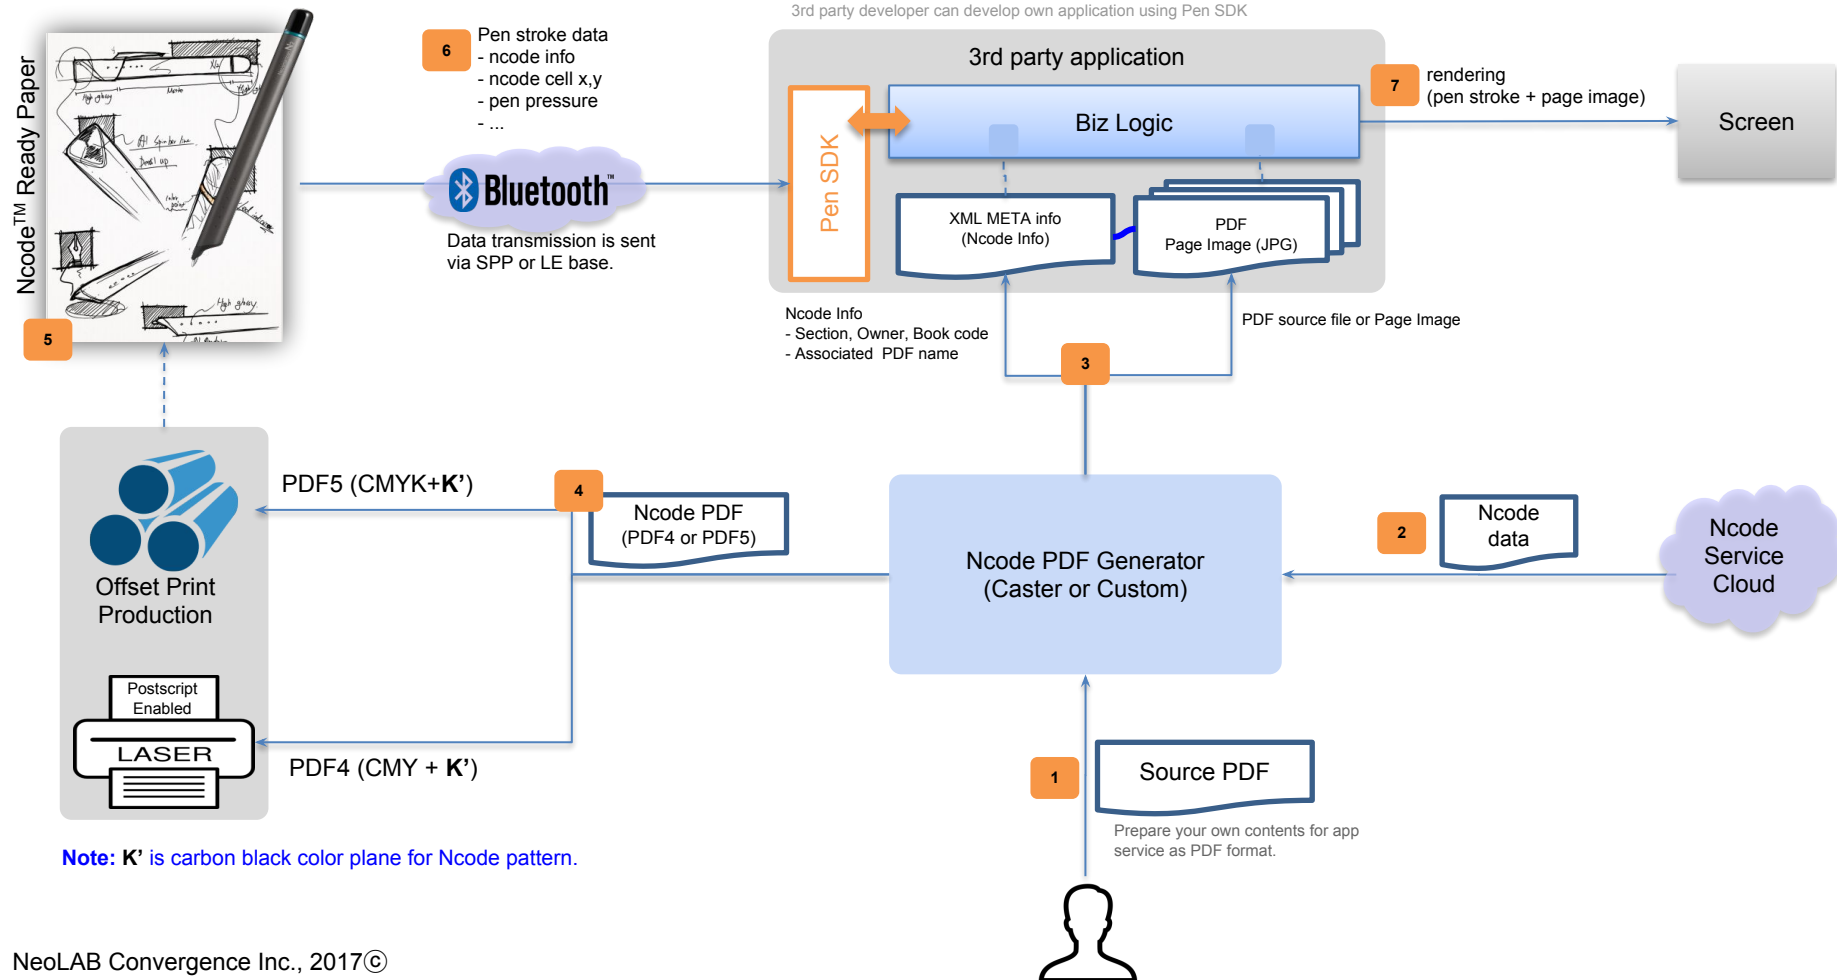 3rd party developer can develop own application using Pen SDK
Ncode™ Ready Paper
High glossy
5
6
Pen stroke data
- ncode info
- ncode cell x,y
- pen pressure
- ...
Bluetooth™
Data transmission is sent
via SPP or LE base.
3rd party application
Pen SDK
Biz Logic
XML META info
(Ncode Info)
PDF
Page Image (JPG)
7
rendering
(pen stroke + page image)
Screen
Ncode Info
- Section, Owner, Book code
- Associated PDF name
3
PDF source file or Page Image
PDF5 (CMYK+K’)
4
Ncode PDF
(PDF4 or PDF5)
Offset Print
Production
Postscript
Enabled
LASER
PDF4 (CMY + K’)
Ncode PDF Generator
(Caster or Custom)
2
Ncode
data
Ncode
Service
Cloud
1
Source PDF
Prepare your own contents for app
service as PDF format.
Note: K’ is carbon black color plane for Ncode pattern.
NeoLAB Convergence Inc., 2017ⓒ